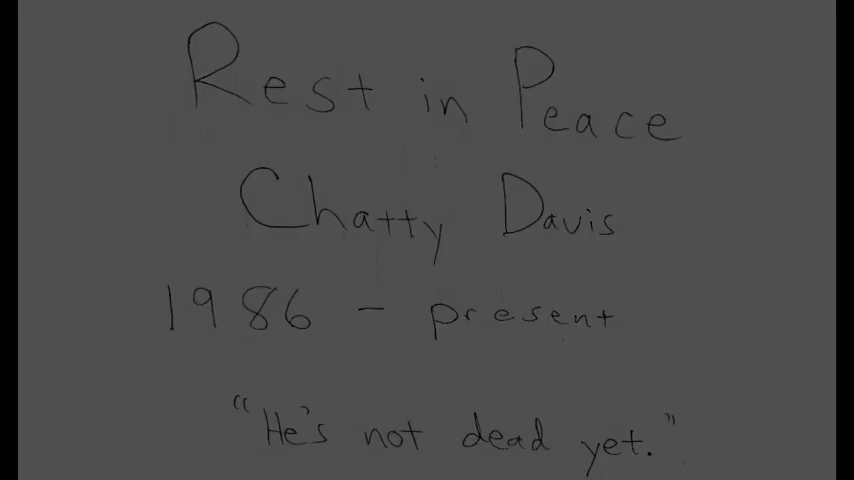 Rest in Peace
Chatty Davis
1986 - present
"He's not dead yet."